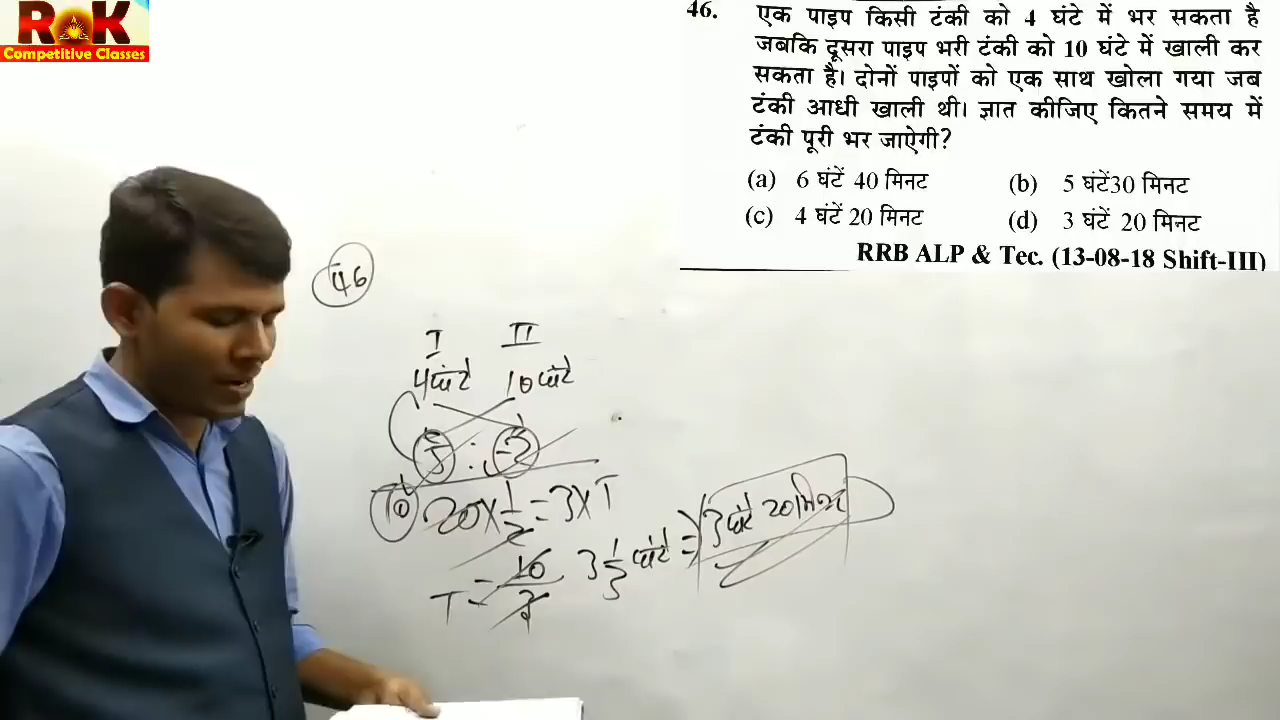 ROK
Competitive Classes
46. एक पाइप किसी टंकी को 4 घंटे में भर सकता है
जबकि दूसरा पाइप भरी टंकी को 10 घंटे में खाली कर
सकता है। दोनों पाइपों को एक साथ खोला गया जब
टंकी आधी खाली थी। ज्ञात कीजिए कितने समय में
टंकी पूरी भर जाऐगी?
(a) 6 घंटें 40 मिनट (b) 5 घंटें30 मिनट
(c) 4 घंटें 20 मिनट (d) 3 घंटें 20 मिनट
RRB ALP & Tec. (13-08-18 Shift-III)
46
I II
4 घंटे 10 घंटे
5 : -2
20 × 1/2 = 3 × T
T = 10/3 3 1/3 घंटे = 3 घंटे 20 मिनट